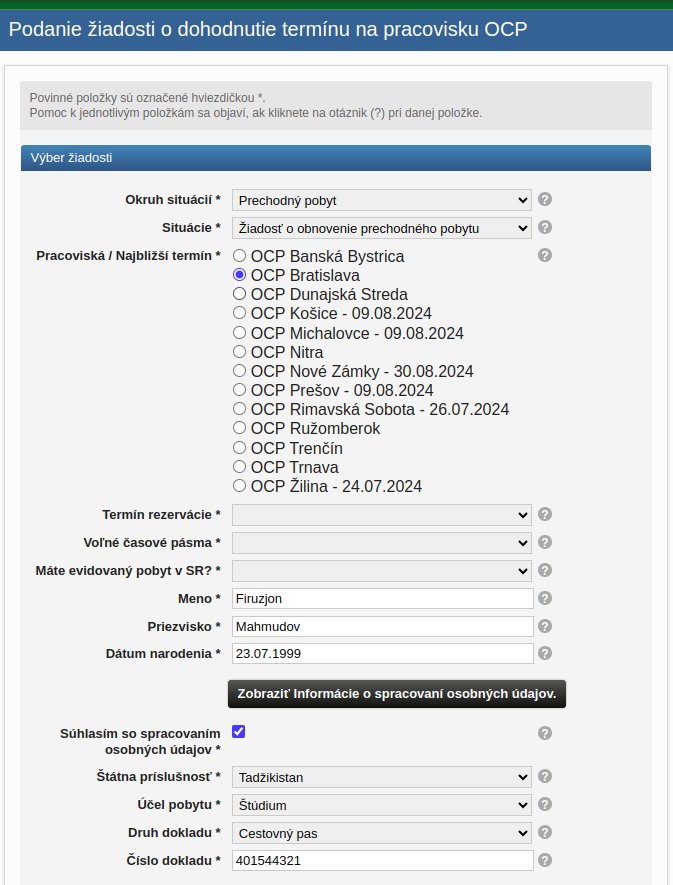 Podanie žiadosti o dohodnutie termínu na pracovisku OCP
Povinné položky sú označené hviezdičkou *.
Pomoc k jednotlivým položkám sa objaví, ak kliknete na otáznik (?) pri danej položke.
Výber žiadosti
Okruh situácií * Prechodný pobyt ?
Situácie * Žiadosť o obnovenie prechodného pobytu ?
Pracoviská / Najbližší termín * OCP Banská Bystrica ?
OCP Bratislava
OCP Dunajská Streda
OCP Košice - 09.08.2024
OCP Michalovce - 09.08.2024
OCP Nitra
OCP Nové Zámky - 30.08.2024
OCP Prešov - 09.08.2024
OCP Rimavská Sobota - 26.07.2024
OCP Ružomberok
OCP Trenčín
OCP Trnava
OCP Žilina - 24.07.2024
Termín rezervácie * ?
Voľné časové pásma * ?
Máte evidovaný pobyt v SR? * ?
Meno * Firuzjon ?
Priezvisko * Mahmudov ?
Dátum narodenia * 23.07.1999 ?
Zobraziť Informácie o spracovaní osobných údajov.
Súhlasím so spracovaním ?
osobných údajov *
Štátna príslušnosť * Tadžikistan ?
Účel pobytu * Štúdium ?
Druh dokladu * Cestovný pas ?
Číslo dokladu * 401544321 ?